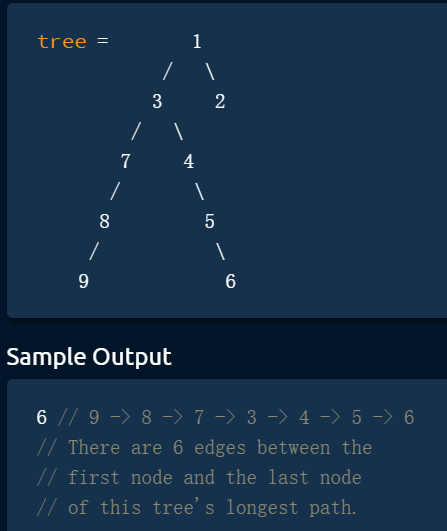 tree = 1
/ \
3 2
/ \
7 4
/ \
8 5
/ \
9 6
Sample Output
6 // 9 -> 8 -> 7 -> 3 -> 4 -> 5 -> 6
// There are 6 edges between the
// first node and the last node
// of this tree's longest path.